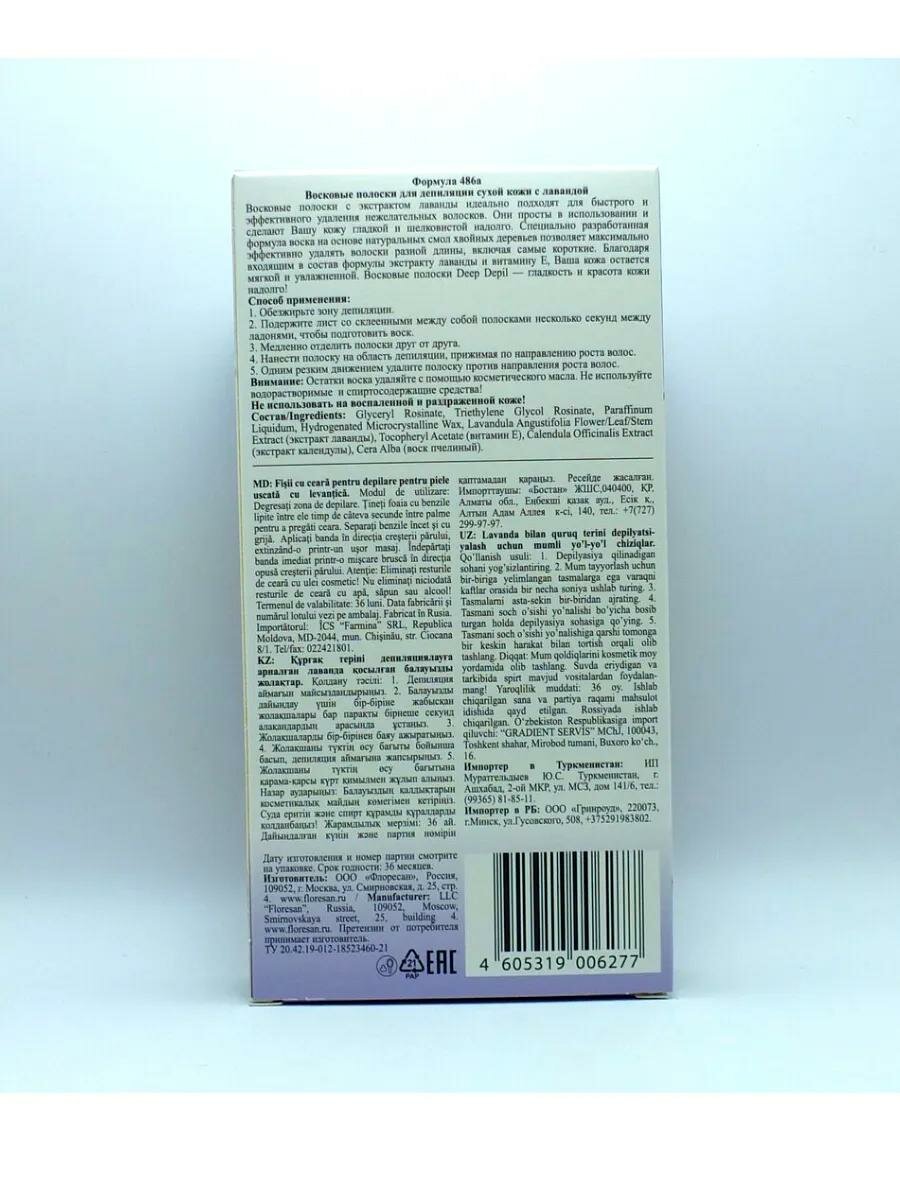 Формула 486а
Восковые полоски для депиляции сухой кожи с лавандой
Восковые полоски с экстрактом лаванды идеально подходят для быстрого и
эффективного удаления нежелательных волосков. Они просты в использовании и
сделают Вашу кожу гладкой и шелковистой надолго. Специально разработанная
формула воска на основе натуральных смол хвойных деревьев позволяет максимально
эффективно удалять волоски разной длины, включая самые короткие. Благодаря
входящим в состав формулы экстракту лаванды и витамину Е, Ваша кожа остается
мягкой и увлажненной. Восковые полоски Deep Depil — гладкость и красота кожи
надолго!
Способ применения:
1. Обезжирьте зону депиляции.
2. Подержите лист со склеенными между собой полосками несколько секунд между
ладонями, чтобы подготовить воск.
3. Медленно отделить полоски друг от друга.
4. Нанести полоску на область депиляции, прижимая по направлению роста волос.
5. Одним резким движением удалите полоску против направления роста волос.
Внимание: Остатки воска удаляйте с помощью косметического масла. Не используйте
водорастворимые и спиртосодержащие средства!
Не использовать на воспаленной и раздраженной коже!
Состав/Ingredients: Glyceryl Rosinate, Triethylene Glycol Rosinate, Paraffinum
Liquidum, Hydrogenated Microcrystalline Wax, Lavandula Angustifolia Flower/Leaf/Stem
Extract (экстракт лаванды), Tocopheryl Acetate (витамин Е), Calendula Officinalis Extract
(экстракт календулы), Cera Alba (воск пчелиный).
MD: Fişii cu ceară pentru depilare pentru piele
uscată cu levanţică. Modul de utilizare:
Degresaţi zona de depilare. Ţineţi foaia cu benzile
lipite între ele timp de câteva secunde între palme
pentru a pregăti ceara. Separaţi benzile încet şi cu
grijă. Aplicaţi banda în direcţia creşterii părului,
extinzând-o printr-un uşor masaj. Îndepărtaţi
banda imediat printr-o mişcare bruscă în direcţia
opusă creşterii părului. Atenţie: Eliminaţi resturile
de ceară cu ulei cosmetic! Nu eliminaţi niciodată
resturile de ceară cu apă, săpun sau alcool!
Termenul de valabilitate: 36 luni. Data fabricării şi
numărul lotului vezi pe ambalaj. Fabricat în Rusia.
Importatorul: ÎCS “Farmina” SRL, Republica
Moldova, MD-2044, mun. Chişinău, str. Ciocana
8/1. Tel/fax: 022421801.
KZ: Құрғақ теріні депиляциялауға
арналған лаванда қосылған балауызды
жолақтар. Қолдану тәсілі: 1. Депиляция
аймағын майсыздандырыңыз. 2. Балауызды
дайындау үшін бір-біріне жабысқан
жолақшалары бар парақты бірнеше секунд
алақандардың арасында ұстаңыз. 3.
Жолақшаларды бір-бірінен баяу ажыратыңыз.
4. Жолақшаны түктің өсу бағыты бойынша
басып, депиляция аймағына жапсырыңыз. 5.
Жолақшаны түктің өсу бағытына
қарама-қарсы күрт қимылмен жұлып алыңыз.
Назар аударыңыз: Балауыздың қалдықтарын
косметикалық майдың көмегімен кетіріңіз.
Суда еритін және спирт құрамды құралдарды
қолданбаңыз! Жарамдылық мерзімі: 36 ай.
Дайындалған күнін және партия нөмірін
қаптамадан қараңыз. Ресейде жасалған.
Импорттаушы: «Бостан» ЖШС,040400, ҚР,
Алматы обл., Еңбекші қазақ ауд., Есік қ.,
Алтын Адам Аллея к-сі, 140, тел.: +7(727)
299-97-97.
UZ: Lavanda bilan quruq terini depilyatsi-
yalash uchun mumli yo’l-yo’l chiziqlar.
Qo’llanish usuli: 1. Depilyasiya qilinadigan
sohani yog’sizlantiring. 2. Mum tayyorlash uchun
bir-biriga yelimlangan tasmalarga ega varaqni
kaftlar orasida bir necha soniya ushlab turing. 3.
Tasmalarni asta-sekin bir-biridan ajrating. 4.
Tasmani soch o’sishi yo’nalishi bo’yicha bosib
turgan holda depilyasiya sohasiga qo’ying. 5.
Tasmani soch o’sishi yo’nalishiga qarshi tomonga
bir keskin harakat bilan tortish orqali olib
tashlang. Diqqat: Mum qoldiqlarini kosmetik moy
yordamida olib tashlang. Suvda eriydigan va
tarkibida spirt mavjud vositalardan foydalan-
mang! Yaroqlilik muddati: 36 oy. Ishlab
chiqarilgan sana va partiya raqami mahsulot
idishida qayd etilgan. Rossiyada ishlab
chiqarilgan. O’zbekiston Respublikasiga import
qiluvchi: “GRADIENT SERVIS” MChJ, 100043,
Toshkent shahar, Mirobod tumani, Buxoro ko’ch.,
16.
Импортер в Туркменистан: ИП
Мураттельдыев Ю.С. Туркменистан, г.
Ашхабад, 2-ой МКР, ул. МСЗ, дом 141/6, тел.:
(99365) 81-85-11.
Импортер в РБ: ООО «Гринроуд», 220073,
г.Минск, ул.Гусовского, 508, +375291983802.
Дату изготовления и номер партии смотрите
на упаковке. Срок годности: 36 месяцев.
Изготовитель: ООО «Флоресан», Россия,
109052, г. Москва, ул. Смирновская, д. 25, стр.
4. www.floresan.ru / Manufacturer: LLC
“Floresan”, Russia, 109052, Moscow,
Smirnovskaya street, 25, building 4.
www.floresan.ru. Претензии от потребителя
принимает изготовитель.
ТУ 20.42.19-012-18523460-21
21
PAP
EAC
4 605319 006277